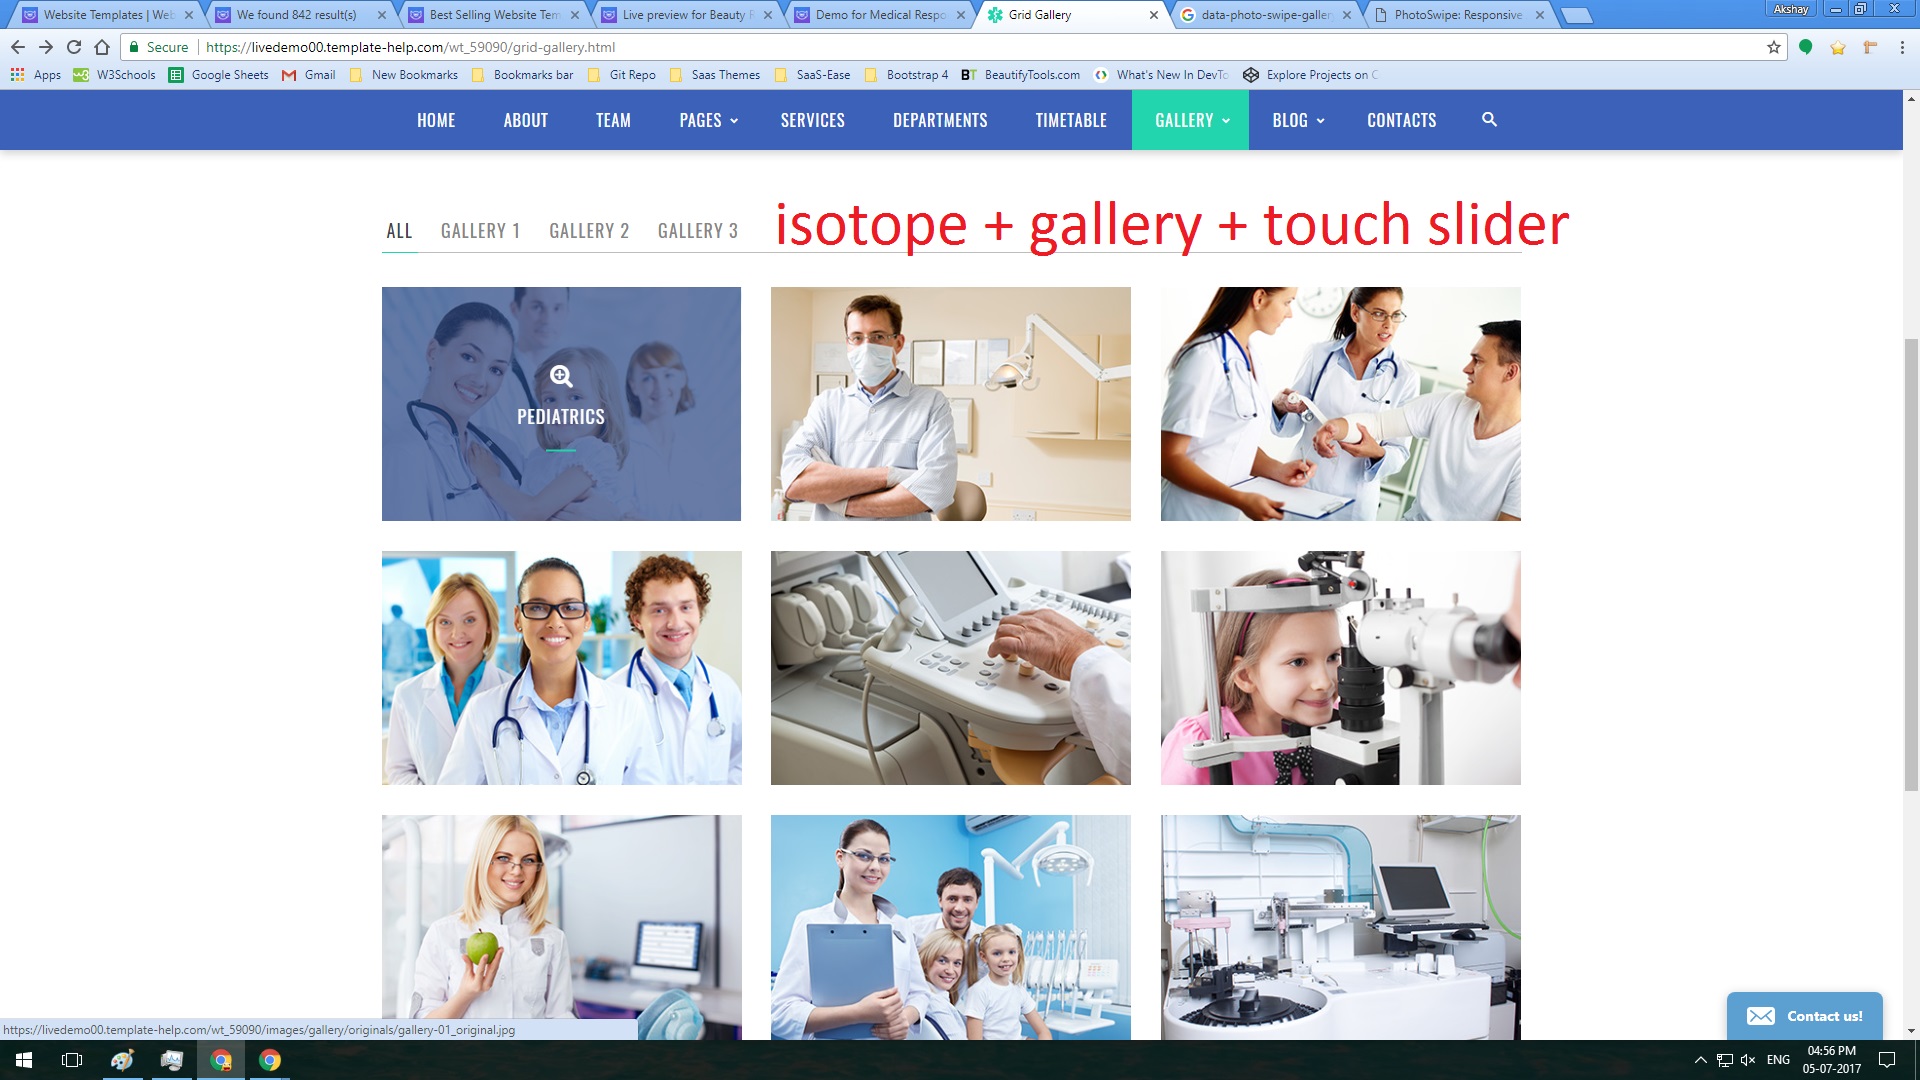 Website Templates | Web
We found 842 result(s)
Best Selling Website Tem
Live preview for Beauty
Demo for Medical Respo
Grid Gallery
data-photo-swipe-galler
PhotoSwipe: Responsive
Akshay
Secure
https://livedemo00.template-help.com/wt_59090/grid-gallery.html
Apps
W3Schools
Google Sheets
Gmail
New Bookmarks
Bookmarks bar
Git Repo
Saas Themes
SaaS-Ease
Bootstrap 4
BT BeautifyTools.com
What's New In DevTo
Explore Projects on C
HOME ABOUT TEAM PAGES SERVICES DEPARTMENTS TIMETABLE GALLERY BLOG CONTACTS
ALL GALLERY 1 GALLERY 2 GALLERY 3
isotope + gallery + touch slider
PEDIATRICS
Contact us!
https://livedemo00.template-help.com/wt_59090/images/gallery/originals/gallery-01_original.jpg
ENG
04:56 PM
05-07-2017